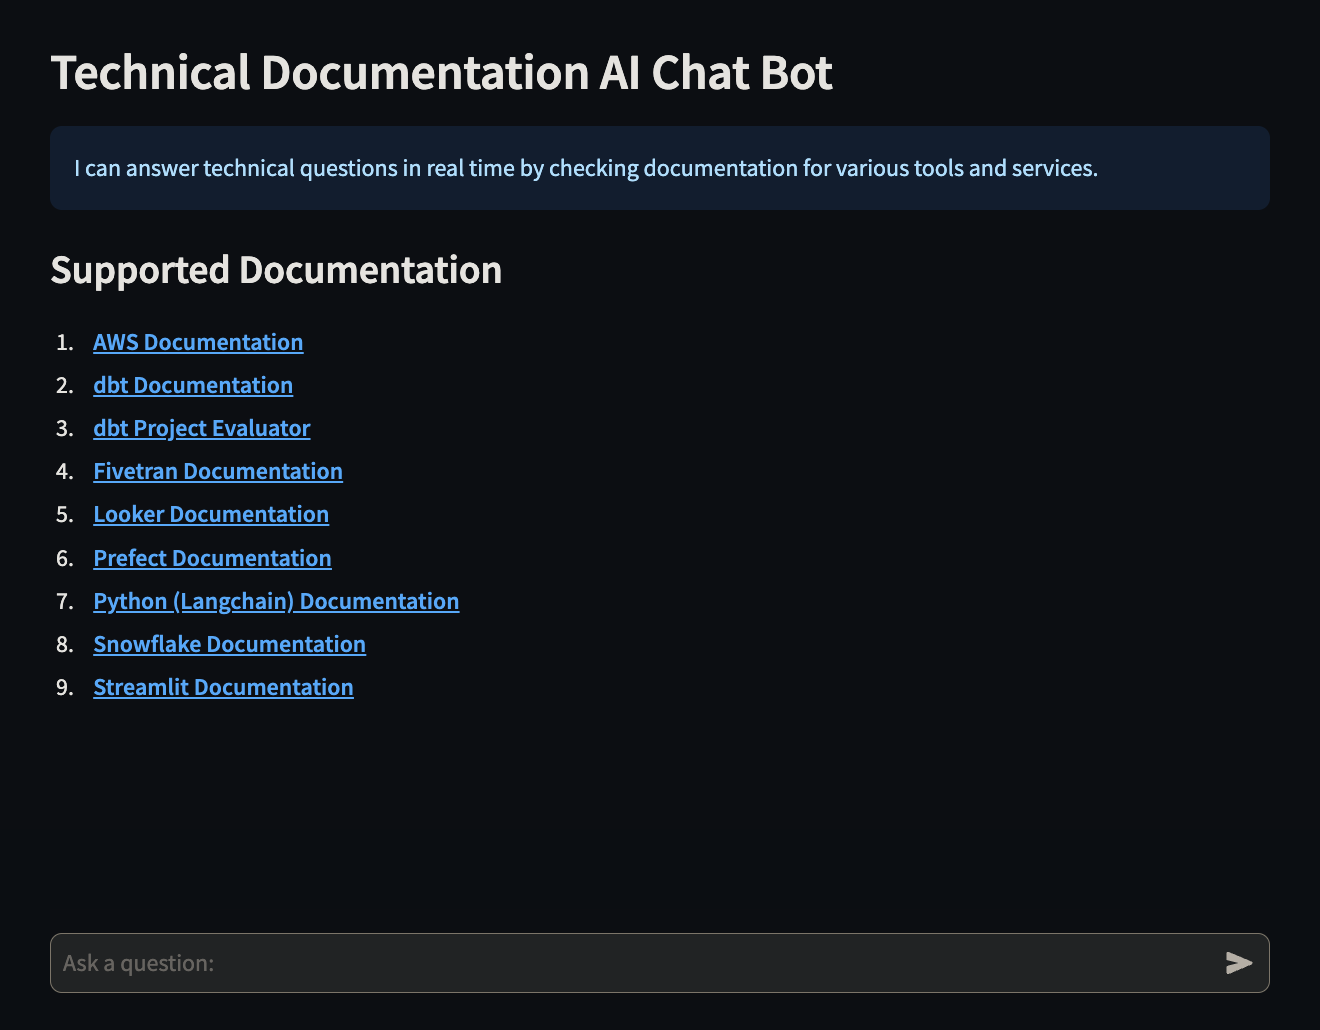 Technical Documentation AI Chat Bot
I can answer technical questions in real time by checking documentation for various tools and services.
Supported Documentation
1. AWS Documentation
2. dbt Documentation
3. dbt Project Evaluator
4. Fivetran Documentation
5. Looker Documentation
6. Prefect Documentation
7. Python (Langchain) Documentation
8. Snowflake Documentation
9. Streamlit Documentation
Ask a question: